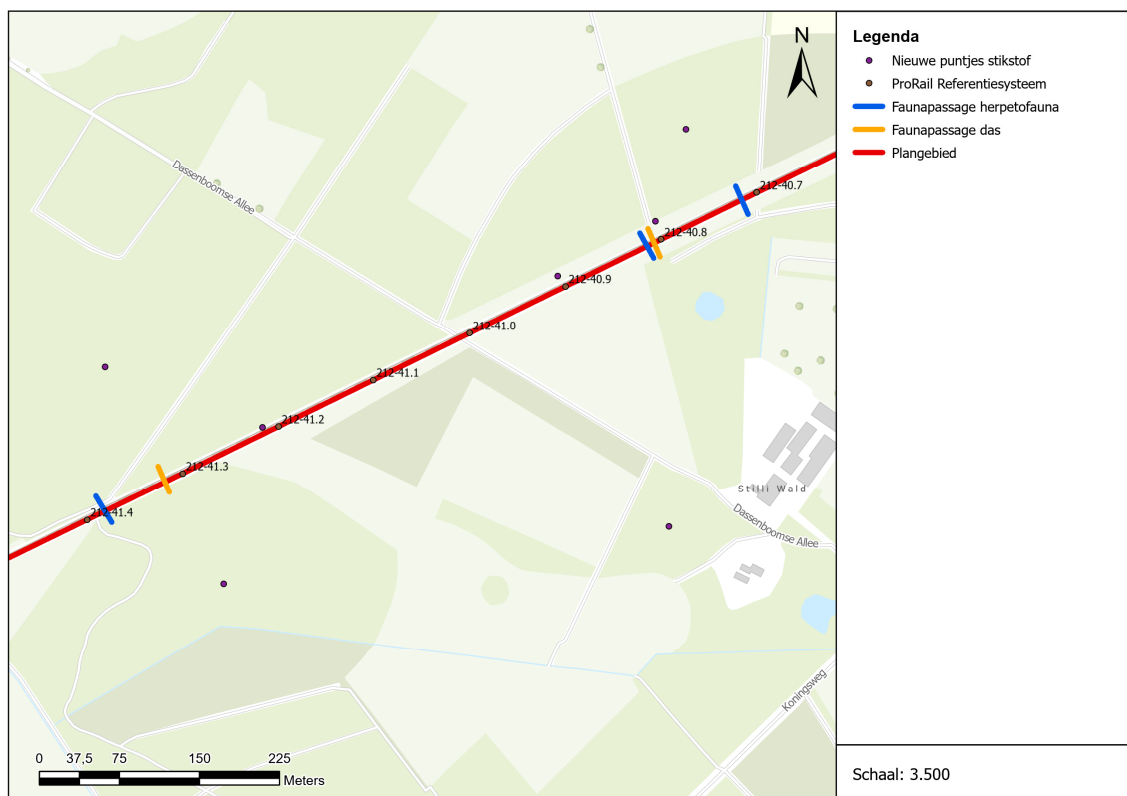 N
Dassenboomse Allee
212-40.7
212-40.8
212-40.9
212-41.0
212-41.1
212-41.2
212-41.3
212-41.4
Stilli Wald
Dassenboomse Allee
Koningsweg
0 37,5 75 150 225
Meters
Legenda
Nieuwe puntjes stikstof
ProRail Referentiesysteem
Faunapassage herpetofauna
Faunapassage das
Plangebied
Schaal: 3.500